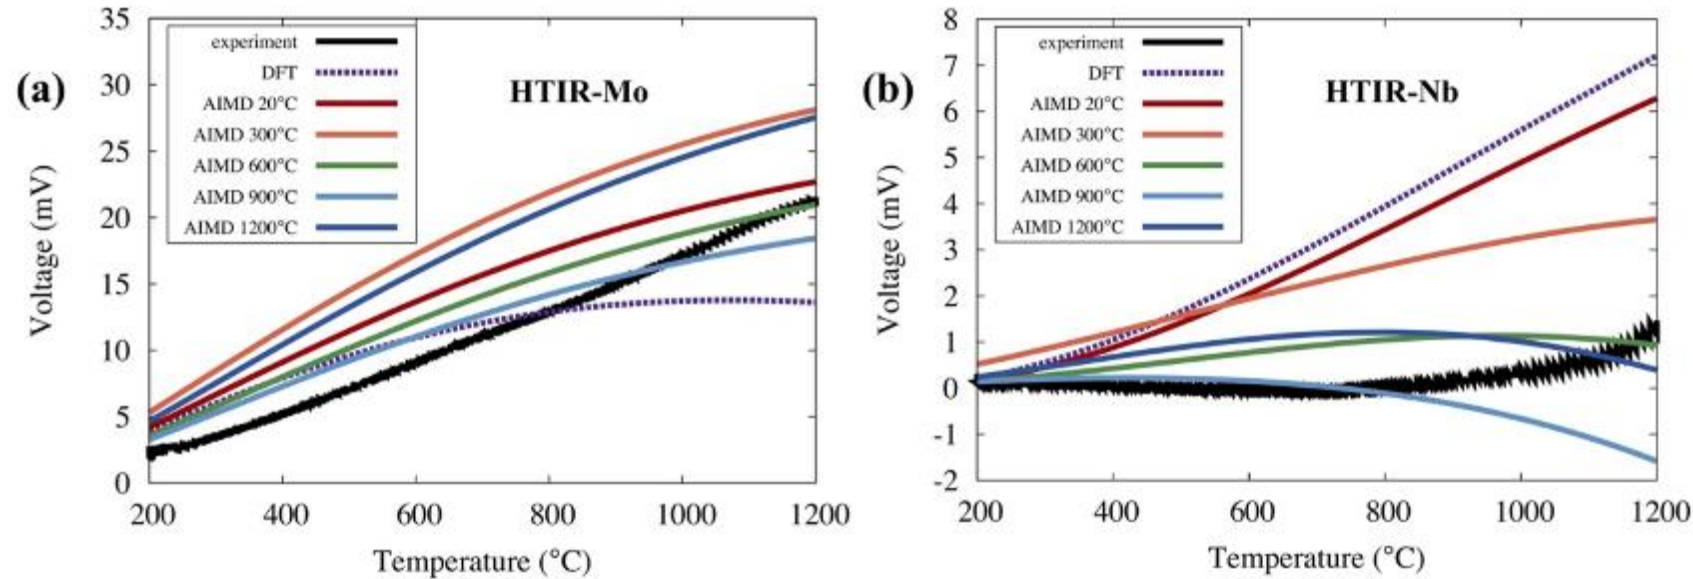 (a)
HTIR-Mo
experiment
DFT
AIMD 20°C
AIMD 300°C
AIMD 600°C
AIMD 900°C
AIMD 1200°C
Voltage (mV)
35
30
25
20
15
10
5
0
200 400 600 800 1000 1200
Temperature (°C)
(b)
HTIR-Nb
experiment
DFT
AIMD 20°C
AIMD 300°C
AIMD 600°C
AIMD 900°C
AIMD 1200°C
Voltage (mV)
8
7
6
5
4
3
2
1
0
-1
-2
200 400 600 800 1000 1200
Temperature (°C)